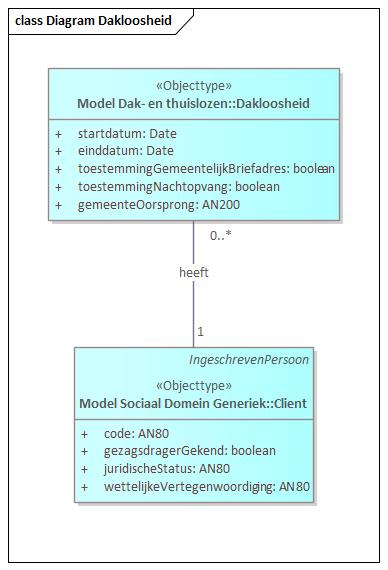 class Diagram Dakloosheid
«Objecttype»
Model Dak- en thuislozen::Dakloosheid
+ startdatum: Date
+ einddatum: Date
+ toestemmingGemeentelijkBriefadres: boolean
+ toestemmingNachtopvang: boolean
+ gemeenteOorsprong: AN200
0..*
heeft
1
IngeschrevenPersoon
«Objecttype»
Model Sociaal Domein Generiek::Client
+ code: AN80
+ gezagsdragerGekend: boolean
+ juridischeStatus: AN80
+ wettelijkeVertegenwoordiging: AN80